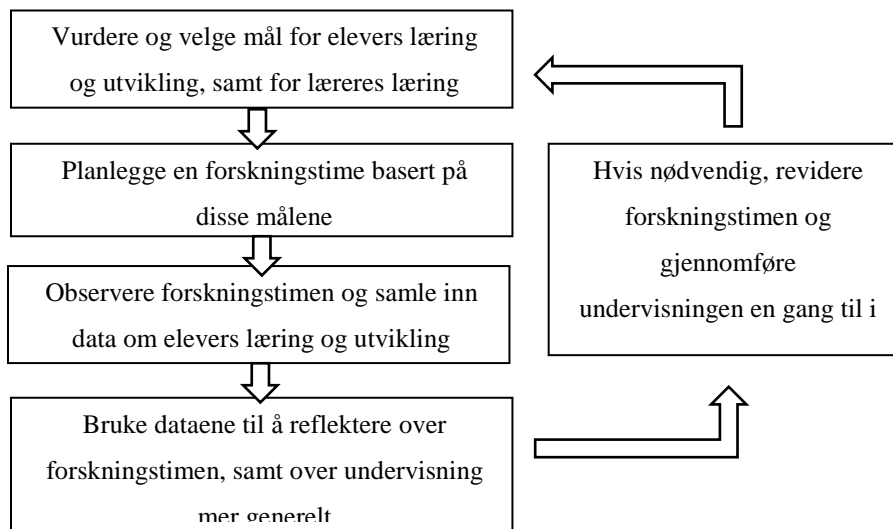 Vurdere og velge mål for elevers læring
og utvikling, samt for læreres læring
Planlegge en forskningstime basert på
disse målene
Observere forskningstimen og samle inn
data om elevers læring og utvikling
Bruke dataene til å reflektere over
forskningstimen, samt over undervisning
mer generelt
Hvis nødvendig, revidere
forskningstimen og
gjennomføre
undervisningen en gang til i